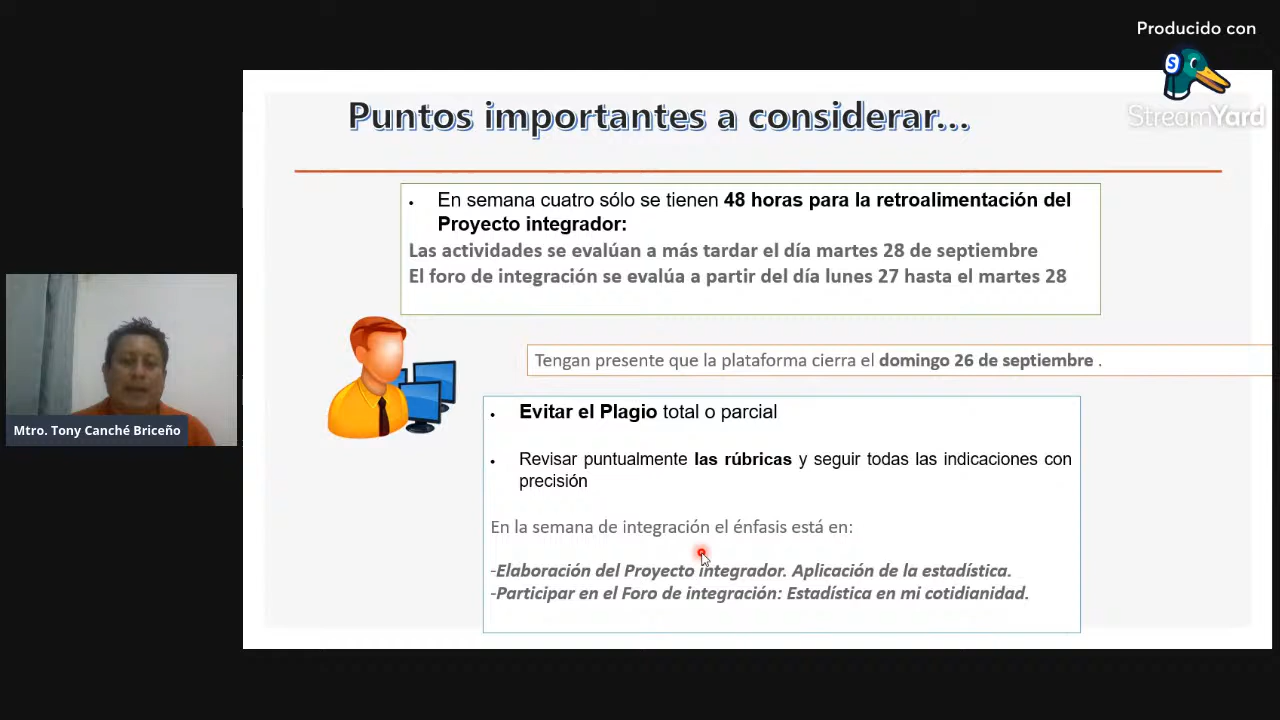 Producido con
S
StreamYard
Puntos importantes a considerar...
• En semana cuatro sólo se tienen 48 horas para la retroalimentación del
Proyecto integrador:
Las actividades se evalúan a más tardar el día martes 28 de septiembre
El foro de integración se evalúa a partir del día lunes 27 hasta el martes 28
Tengan presente que la plataforma cierra el domingo 26 de septiembre .
• Evitar el Plagio total o parcial
• Revisar puntualmente las rúbricas y seguir todas las indicaciones con
precisión
En la semana de integración el énfasis está en:
-Elaboración del Proyecto integrador. Aplicación de la estadística.
-Participar en el Foro de integración: Estadística en mi cotidianidad.
Mtro. Tony Canché Briceño